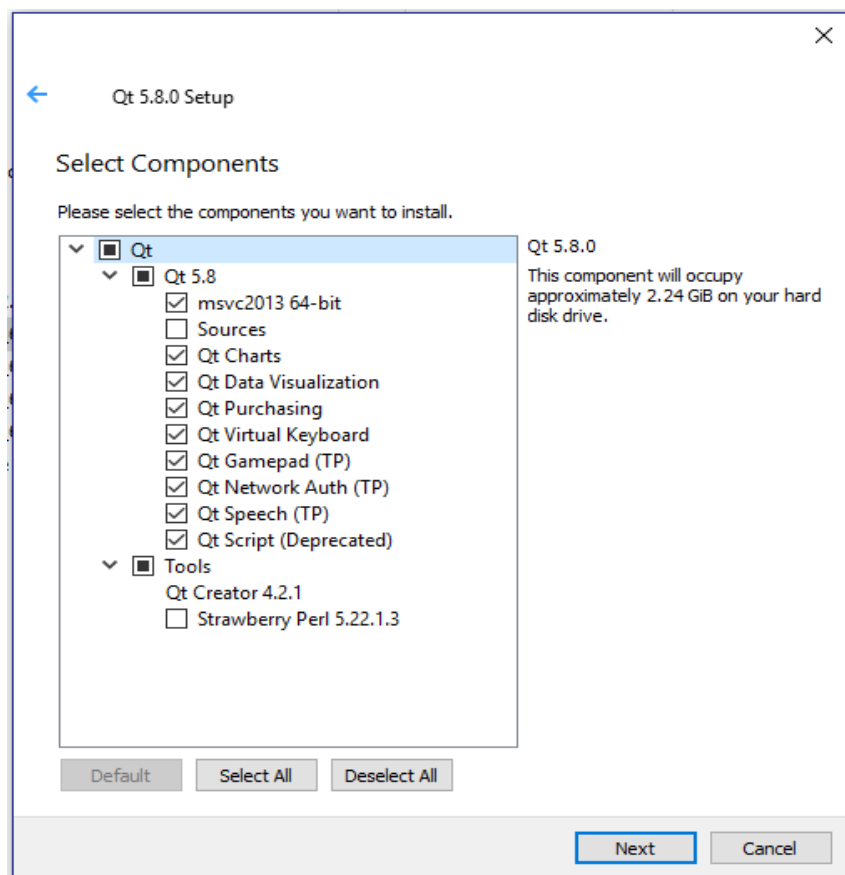 Qt 5.8.0 Setup
Select Components
Please select the components you want to install.
Qt
Qt 5.8
msvc2013 64-bit
Sources
Qt Charts
Qt Data Visualization
Qt Purchasing
Qt Virtual Keyboard
Qt Gamepad (TP)
Qt Network Auth (TP)
Qt Speech (TP)
Qt Script (Deprecated)
Tools
Qt Creator 4.2.1
Strawberry Perl 5.22.1.3
Qt 5.8.0
This component will occupy
approximately 2.24 GiB on your hard
disk drive.
Default
Select All
Deselect All
Next
Cancel